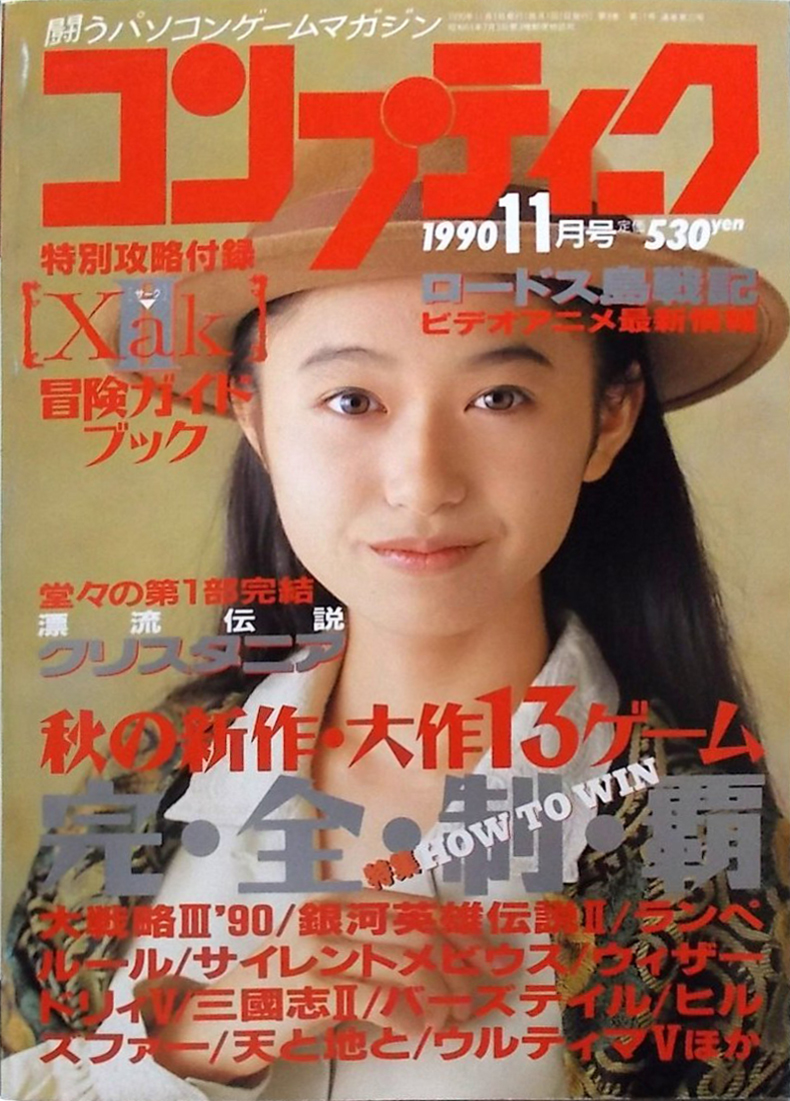 闘うパソコンゲームマガジン
コンプティーク
1990 11月号 定価 530yen
特別攻略付録
[Xak II]
サーク
冒険ガイド
ブック
ロードス島戦記
ビデオアニメ最新情報
堂々の第1部完結
漂流伝説
クリスタニア
秋の新作・大作13ゲーム
完・全・制・覇
特集HOW TO WIN
大戦略III'90/銀河英雄伝説II/ランペ
ルール/サイレントメビウス/ウィザー
ドリィV/三國志II/バーズテイル/ヒル
ズファー/天と地と/ウルティマVほか